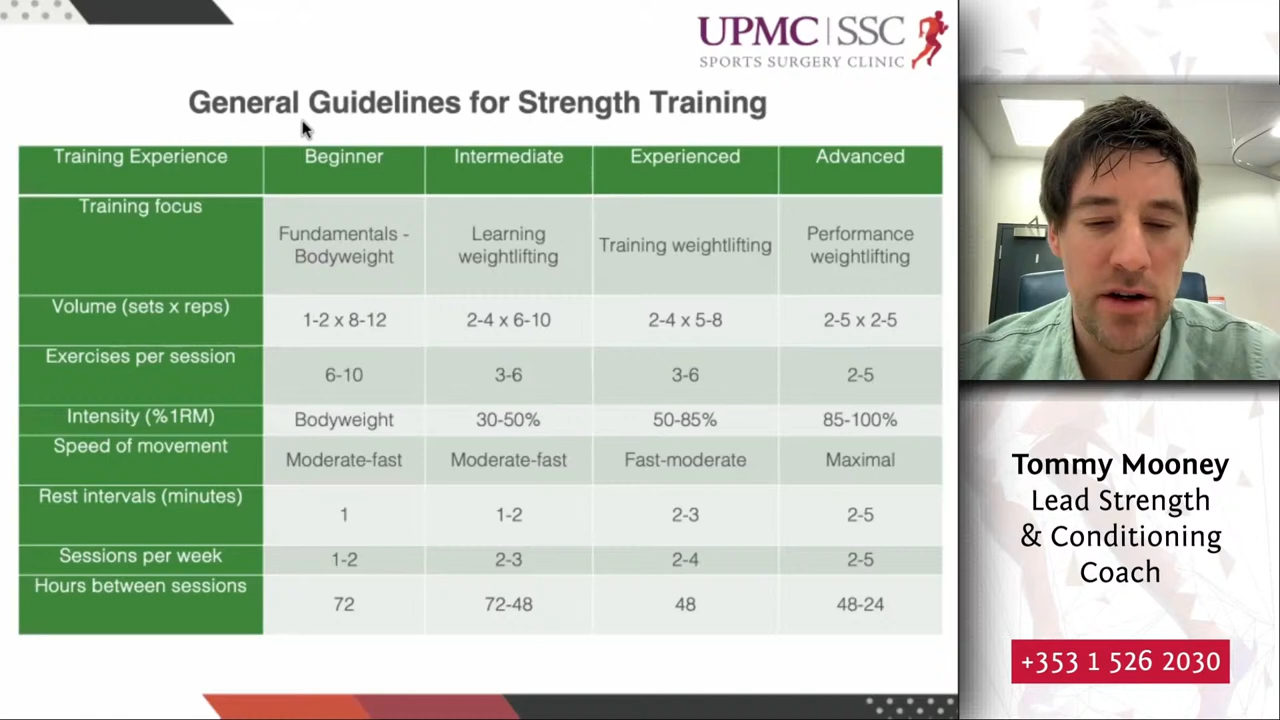 UPMC | SSC
SPORTS SURGERY CLINIC
General Guidelines for Strength Training
Training Experience Beginner Intermediate Experienced Advanced
Training focus
Fundamentals - Learning Training weightlifting Performance
Bodyweight weightlifting weightlifting
Volume (sets x reps) 1-2 x 8-12 2-4 x 6-10 2-4 x 5-8 2-5 x 2-5
Exercises per session 6-10 3-6 3-6 2-5
Intensity (%1RM) Bodyweight 30-50% 50-85% 85-100%
Speed of movement Moderate-fast Moderate-fast Fast-moderate Maximal
Rest intervals (minutes) 1 1-2 2-3 2-5
Sessions per week 1-2 2-3 2-4 2-5
Hours between sessions 72 72-48 48 48-24
Tommy Mooney
Lead Strength
& Conditioning
Coach
+353 1 526 2030